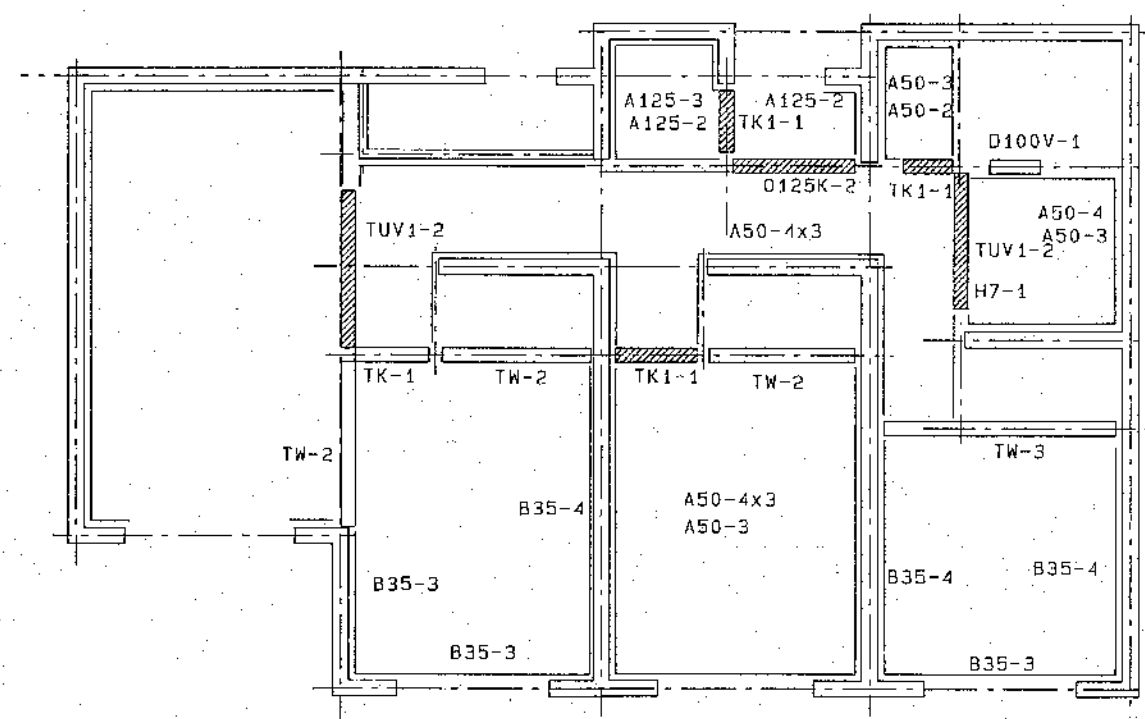 A50-3
A125-3 A125-2
A50-2
A125-2 TK1-1
D100V-1
O125K-2
TK1-1
A50-4
TUV1-2
A50-4x3
A50-3
TUV1-2
H7-1
TK-1
TW-2
TK1-1
TW-2
TW-2
TW-3
B35-4
A50-4x3
A50-3
B35-3
B35-4
B35-4
B35-3
B35-3